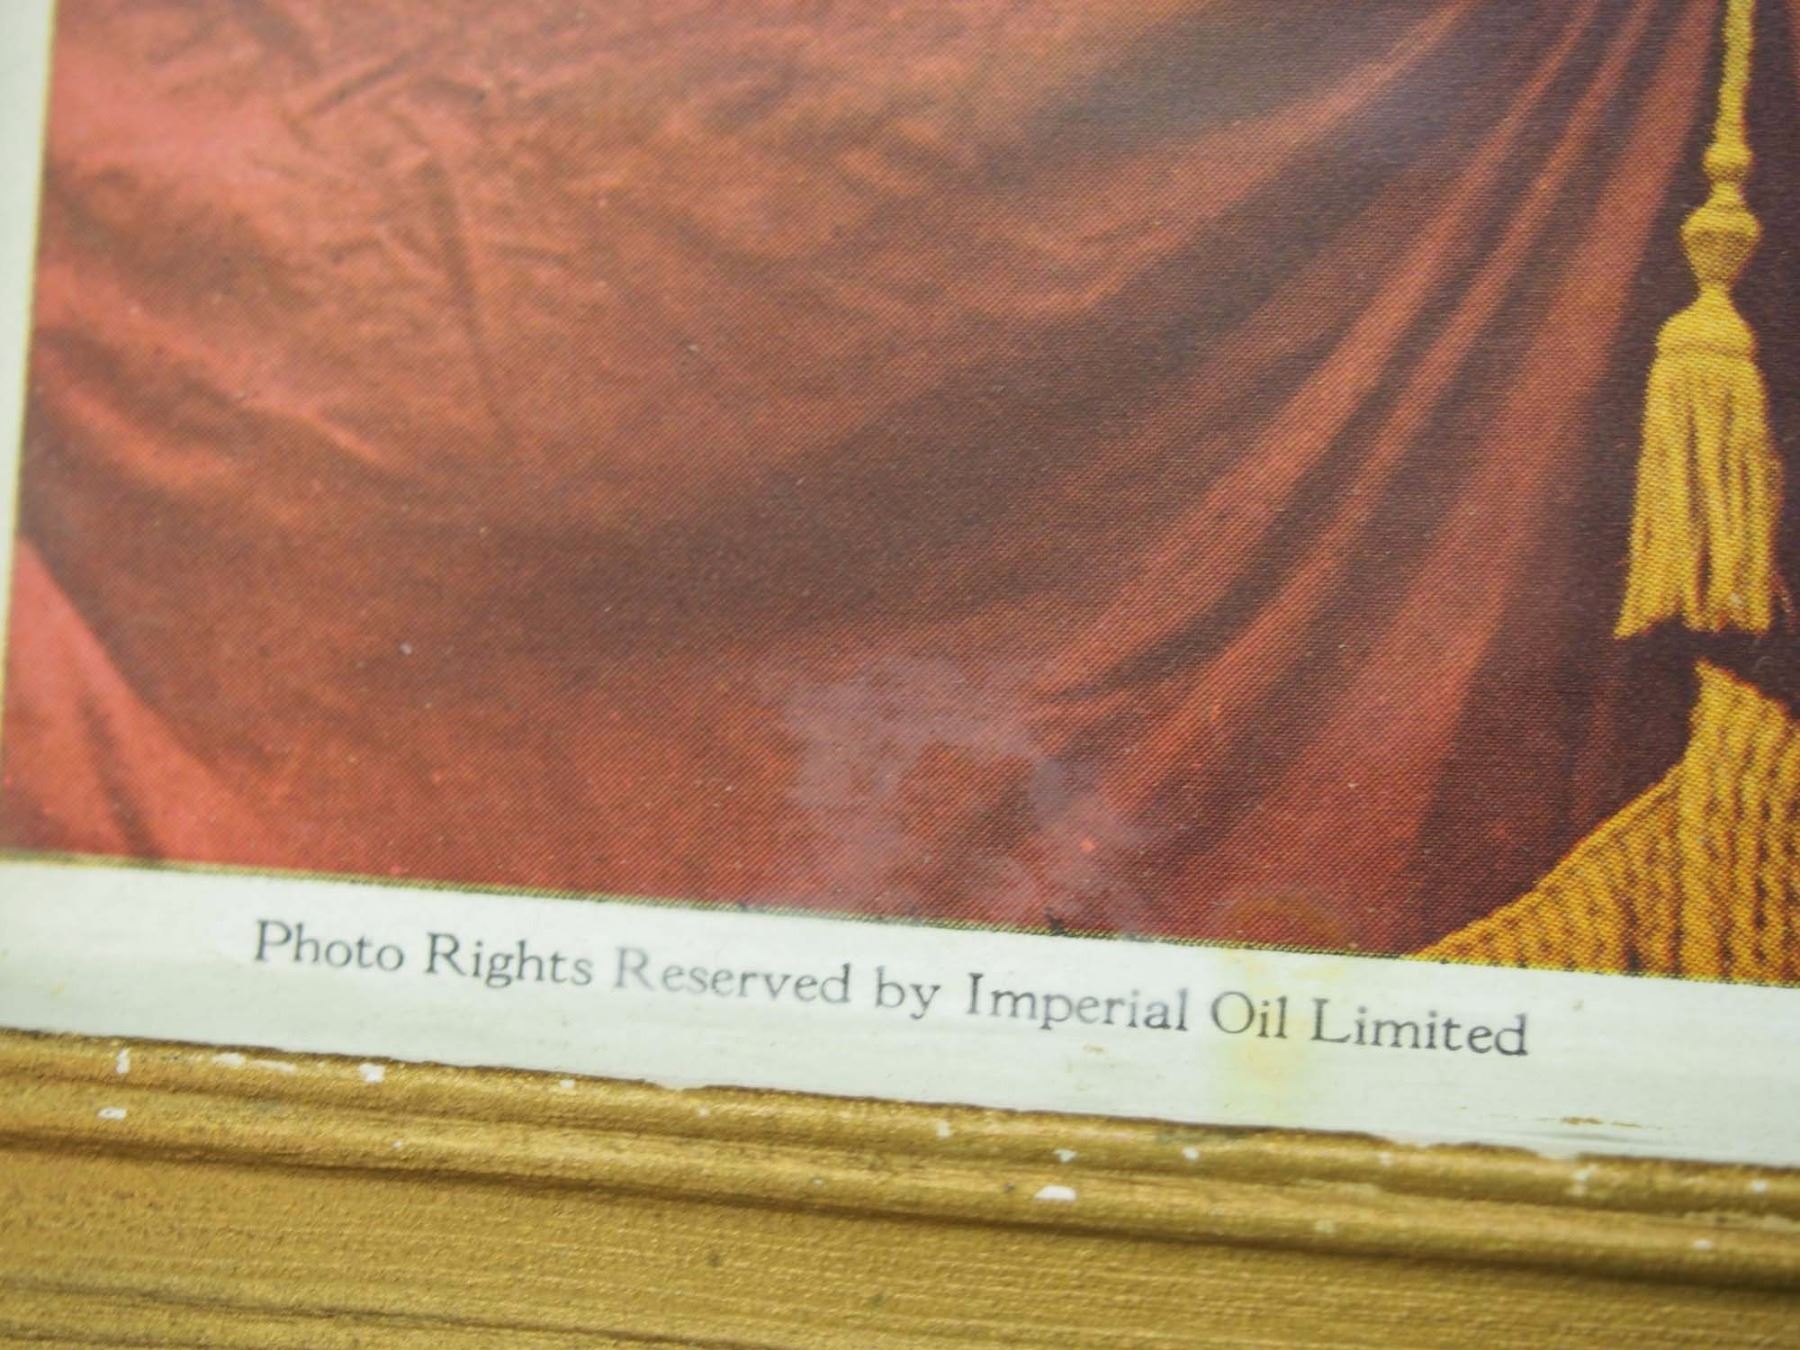 Photo Rights Reserved by Imperial Oil Limited